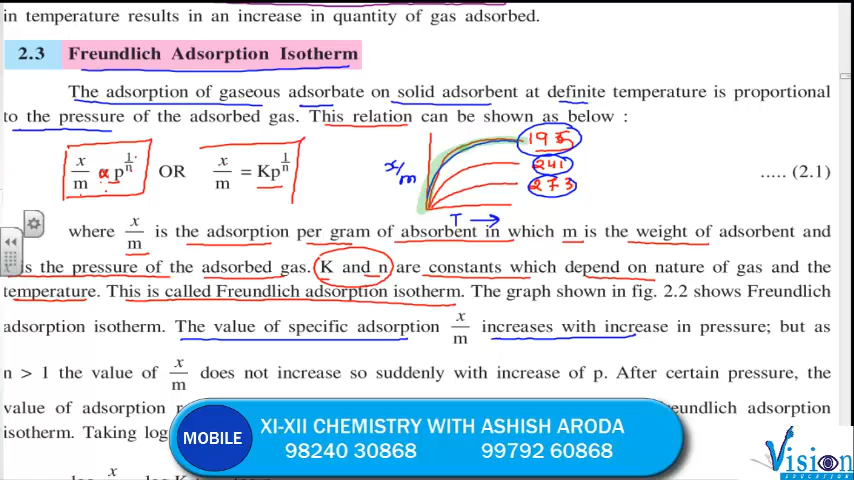 in temperature results in an increase in quantity of gas adsorbed.
2.3 Freundlich Adsorption Isotherm
The adsorption of gaseous adsorbate on solid adsorbent at definite temperature is proportional
to the pressure of the adsorbed gas. This relation can be shown as below :
x/m α p^1/n OR x/m = Kp^1/n ..... (2.1)
x/m
195
241
273
T →
where x/m is the adsorption per gram of absorbent in which m is the weight of adsorbent and
is the pressure of the adsorbed gas. K and n are constants which depend on nature of gas and the
temperature. This is called Freundlich adsorption isotherm. The graph shown in fig. 2.2 shows Freundlich
adsorption isotherm. The value of specific adsorption x/m increases with increase in pressure; but as
n > 1 the value of x/m does not increase so suddenly with increase of p. After certain pressure, the
value of adsorption Freundlich adsorption
isotherm. Taking log
MOBILE
XI-XII CHEMISTRY WITH ASHISH ARODA
98240 30868 99792 60868
Vision
EDUCATION